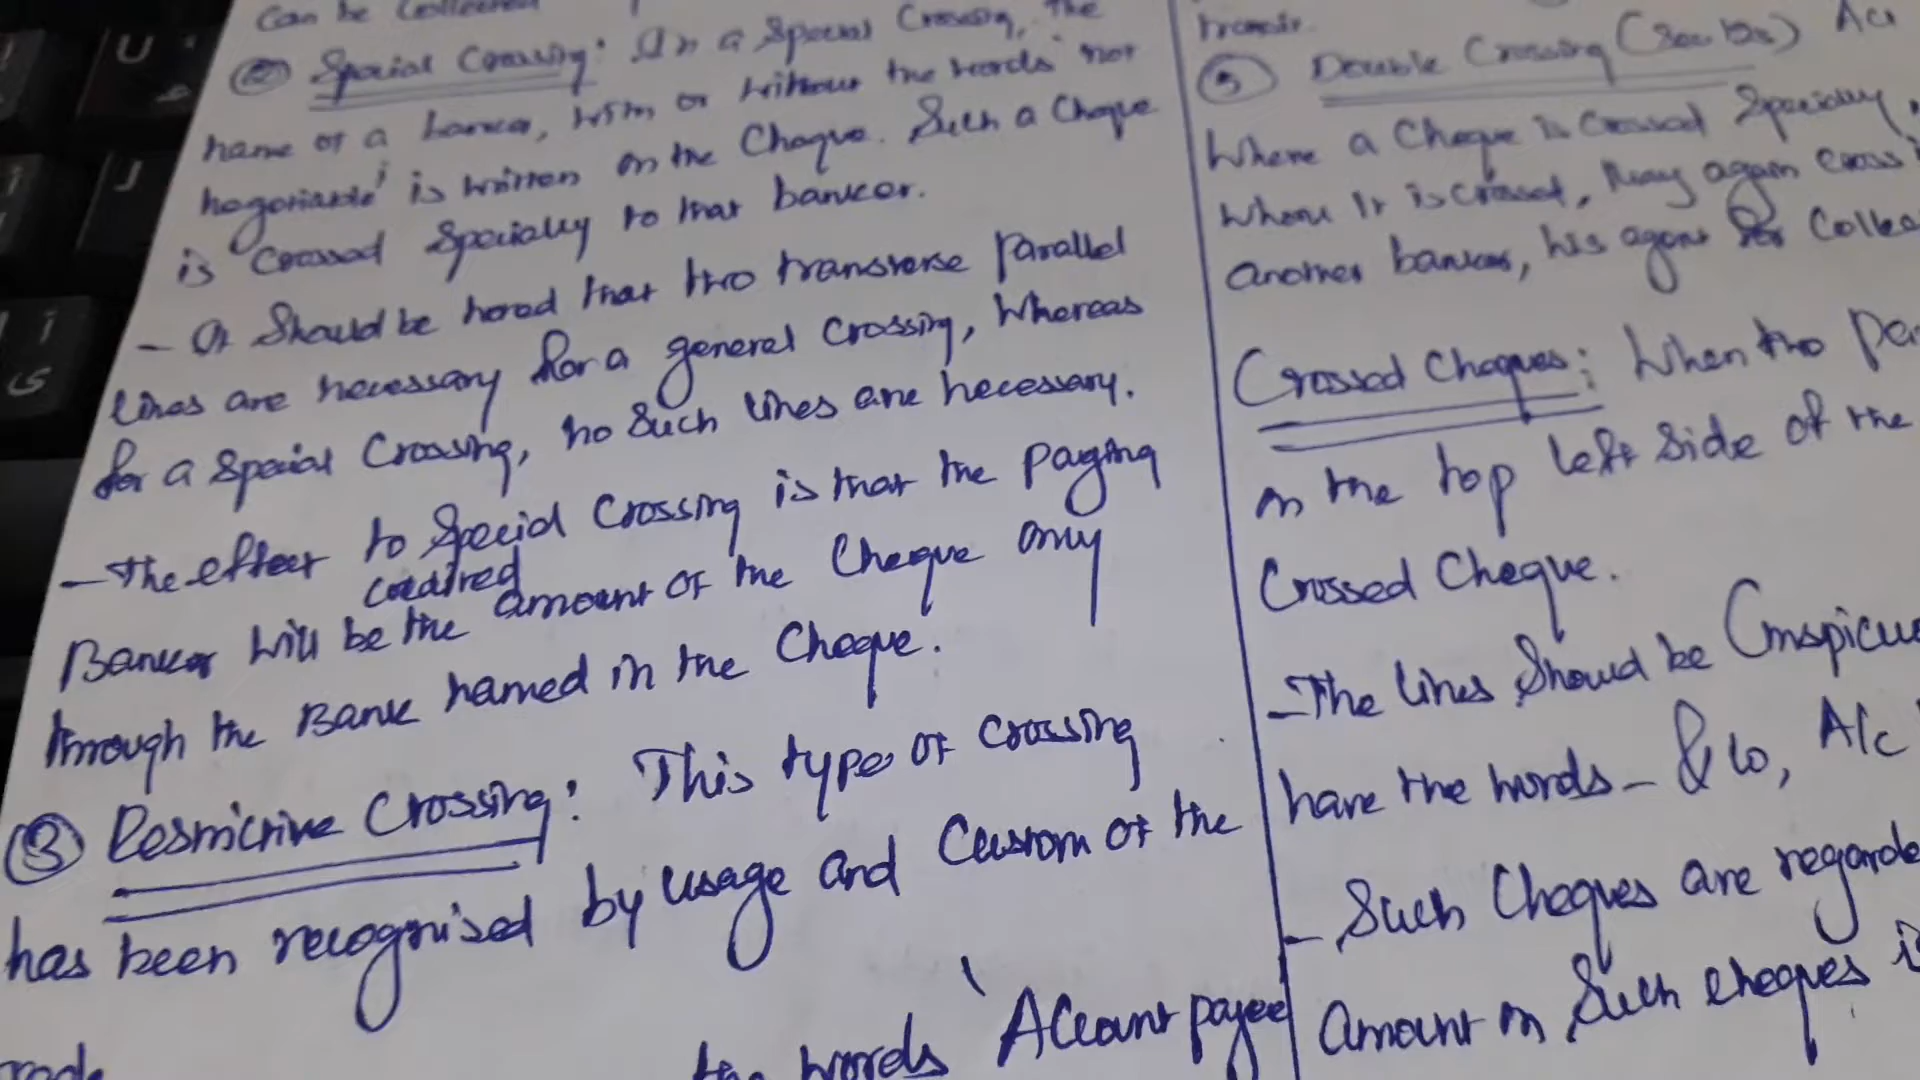 Can be Collected
② Special Crossing: In a Special Crossing, the
name of a banker, with or without the words 'not
negotiable' is written on the Cheque. Such a Cheque
is Crossed Specially to that banker.
- It Should be noted that two transverse Parallel
lines are necessary for a general Crossing, Whereas
for a Special Crossing, no Such lines are necessary.
- The effect to Special Crossing is that the Paying
Banker will be credited the amount of the Cheque only
through the Bank named in the Cheque.
③ Restrictive Crossing: This type of Crossing
has been recognised by usage and Custom of the
the words 'Account payee
⑤ Double Crossing (Sec 125)
Where a Cheque is Crossed Specially,
whom it is crossed, may again cross
another banker, his agent for
Crossed Cheques: When two
on the top left Side of the
Crossed Cheque.
- The lines Should be
have the words - & Co, A/c
- Such Cheques are
Amount on Such cheques